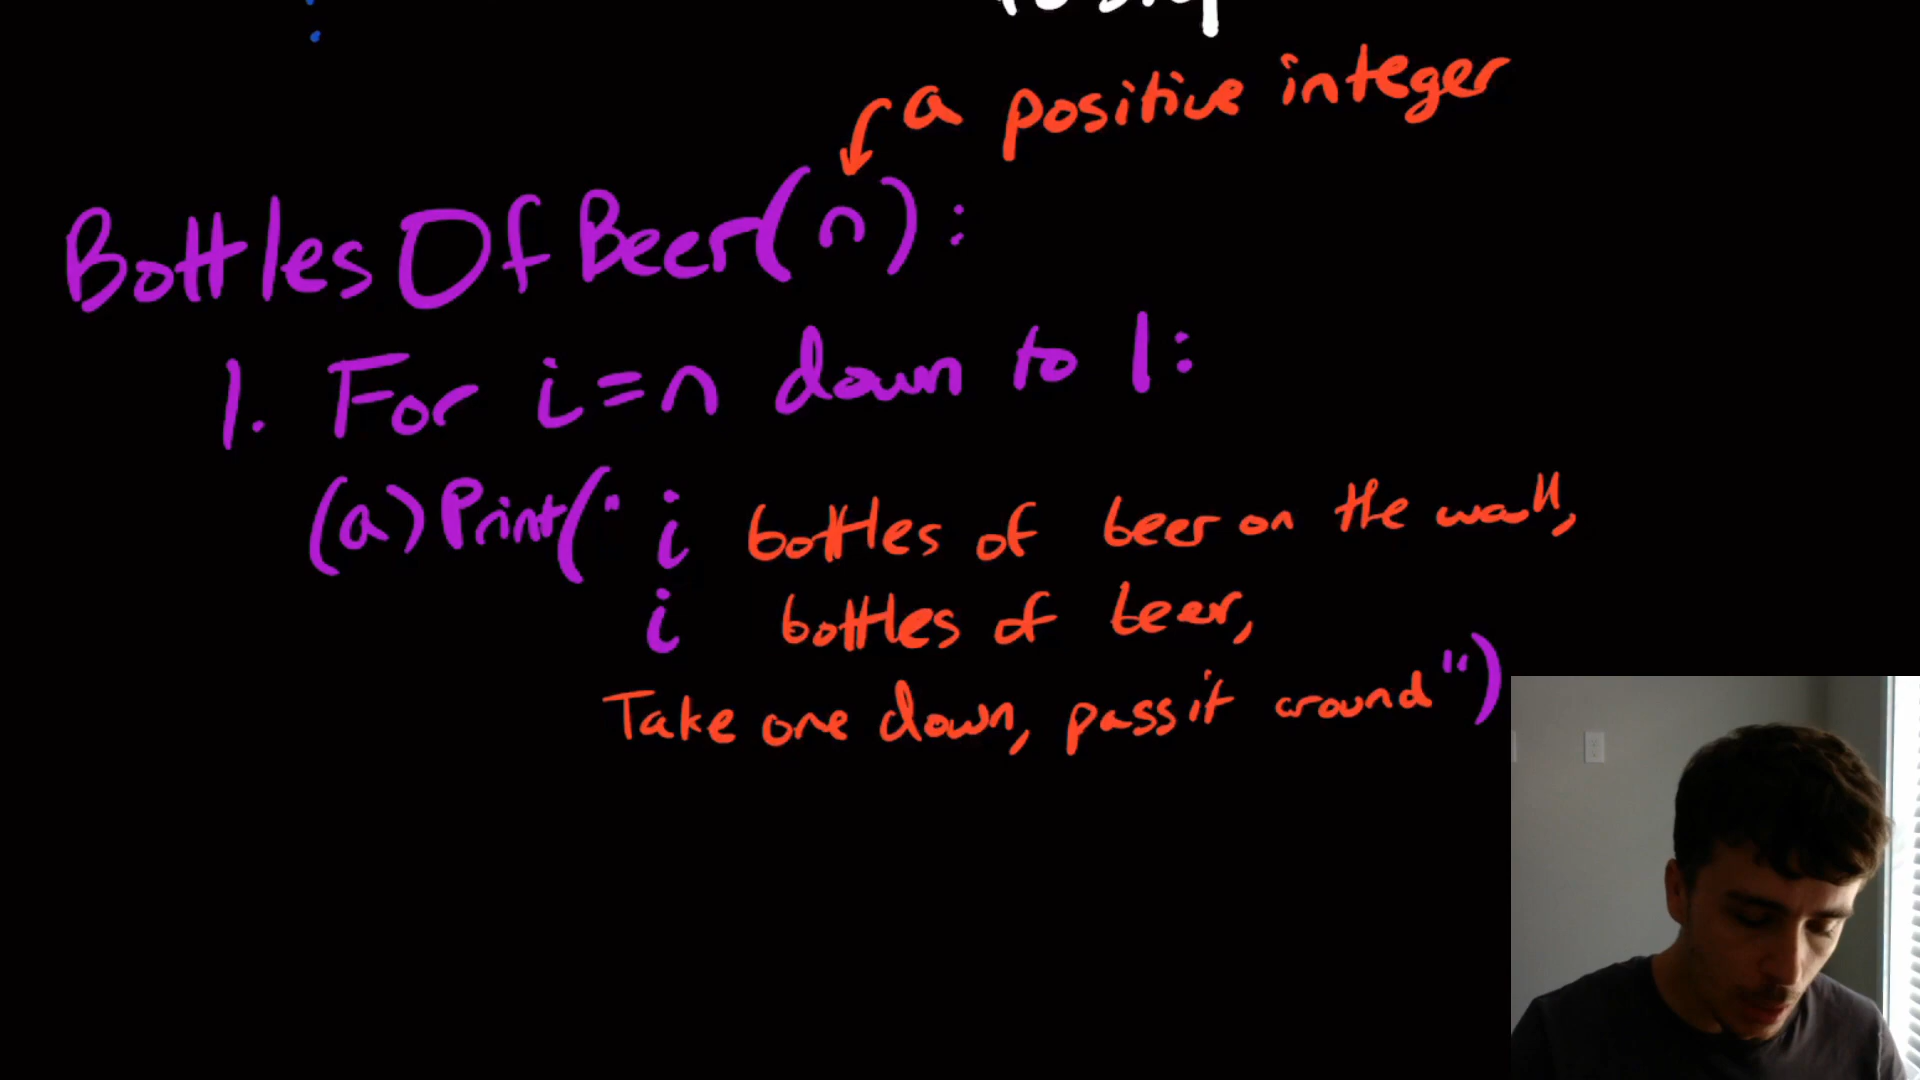 a positive integer
BottlesOfBeer(n):
1. For i=n down to 1:
(a) Print(" i bottles of beer on the wall,
i bottles of beer,
Take one down, pass it around")